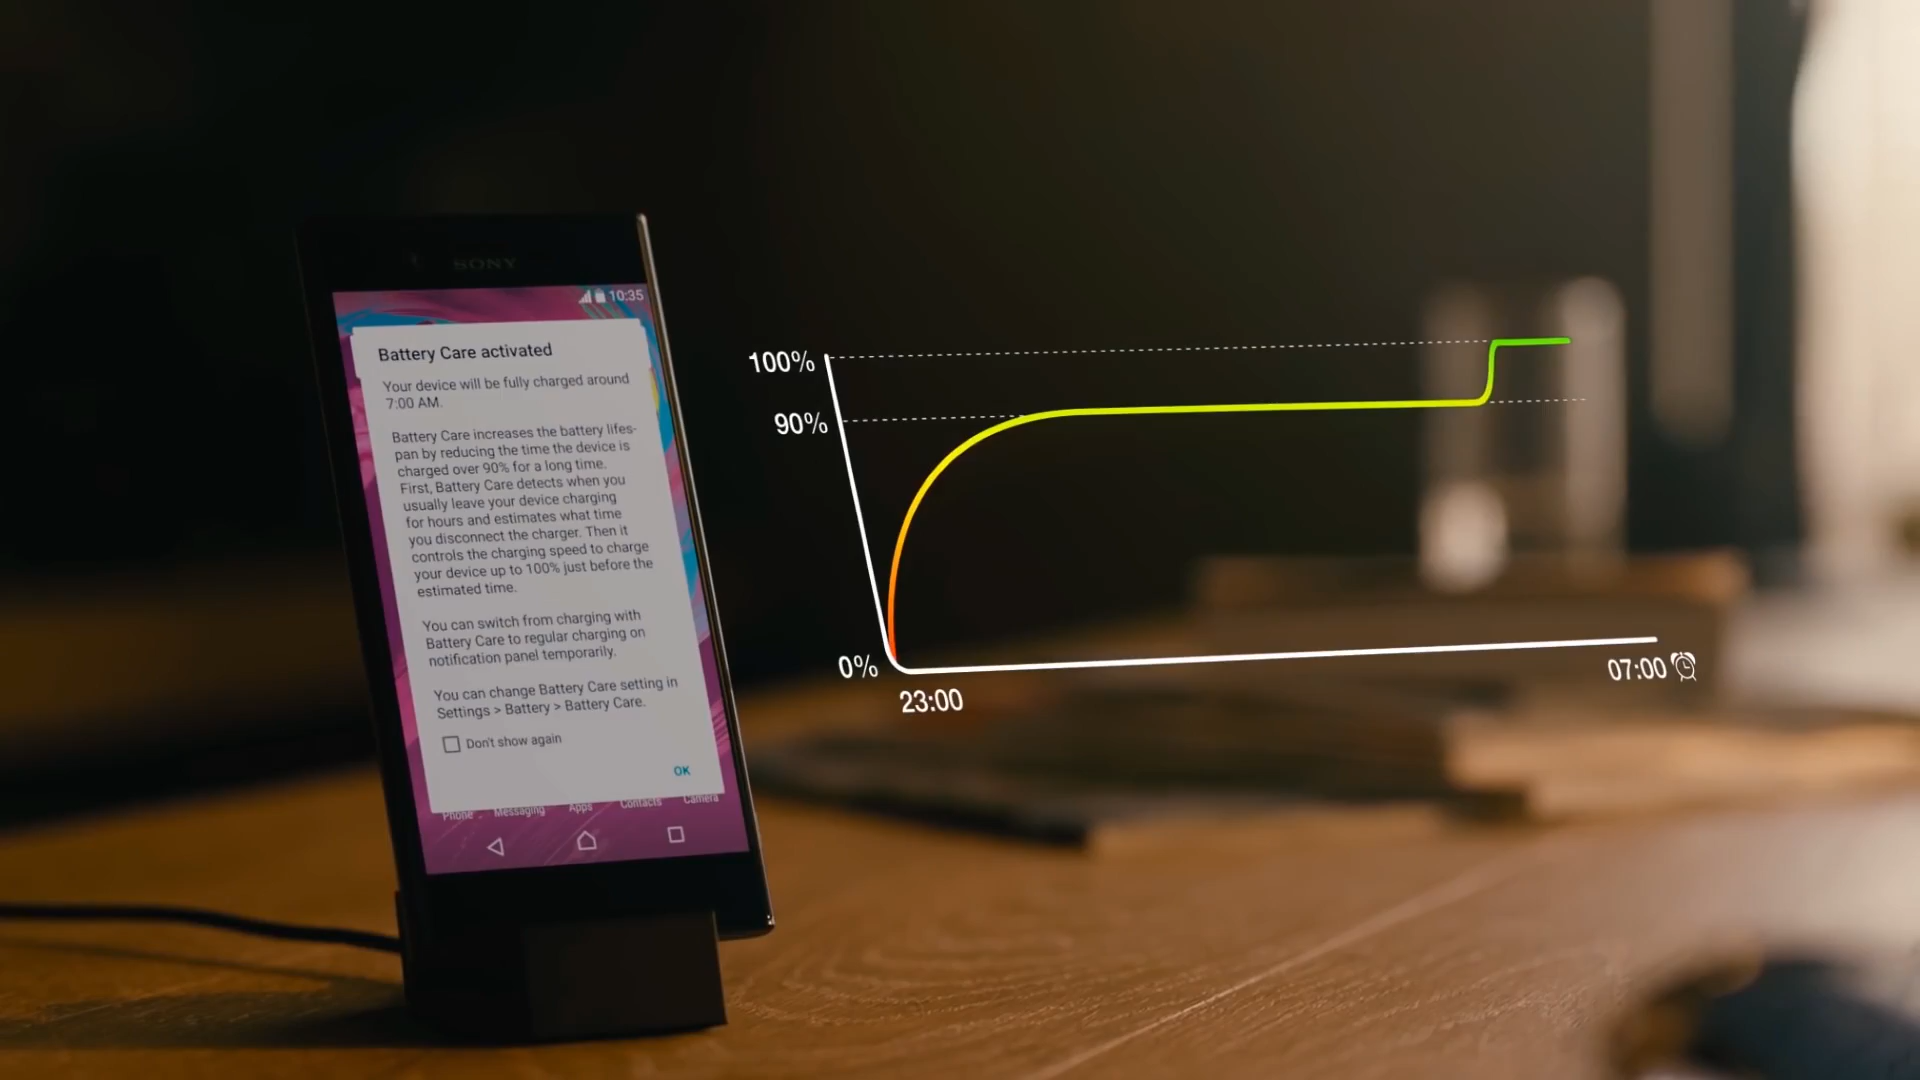 SONY
10:35
Battery Care activated
Your device will be fully charged around
7:00 AM.
Battery Care increases the battery lifes-
pan by reducing the time the device is
charged over 90% for a long time.
First, Battery Care detects when you
usually leave your device charging
for hours and estimates what time
you disconnect the charger. Then it
controls the charging speed to charge
your device up to 100% just before the
estimated time.
You can switch from charging with
Battery Care to regular charging on
notification panel temporarily.
You can change Battery Care setting in
Settings > Battery > Battery Care.
Don't show again
OK
Phone Messaging Apps Contacts Camera
100%
90%
0%
23:00
07:00